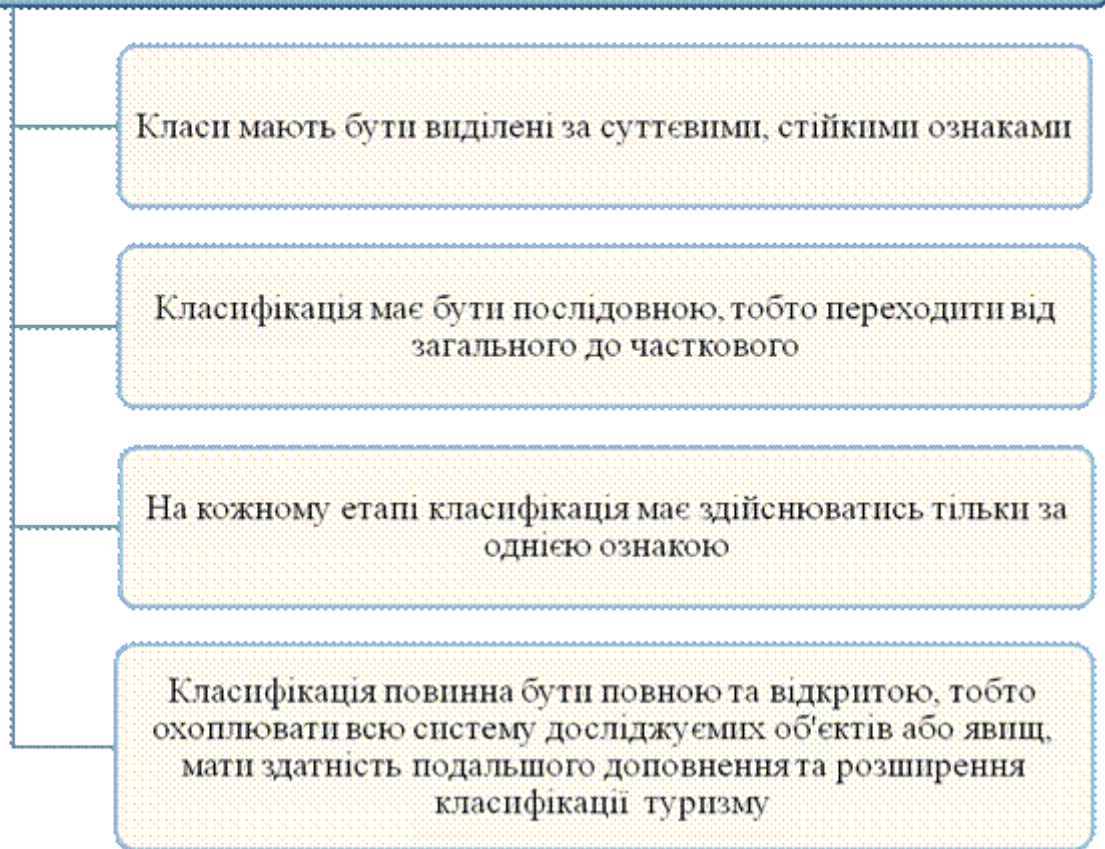 Класи мають бути виділені за суттєвими, стійкими ознаками
Класифікація має бути послідовною, тобто переходити від
загального до часткового
На кожному етапі класифікація має здійснюватись тільки за
однією ознакою
Класифікація повинна бути повною та відкритою, тобто
охоплювати всю систему досліджуємих об'єктів або явищ,
мати здатність подальшого доповнення та розширення
класифікації туризму